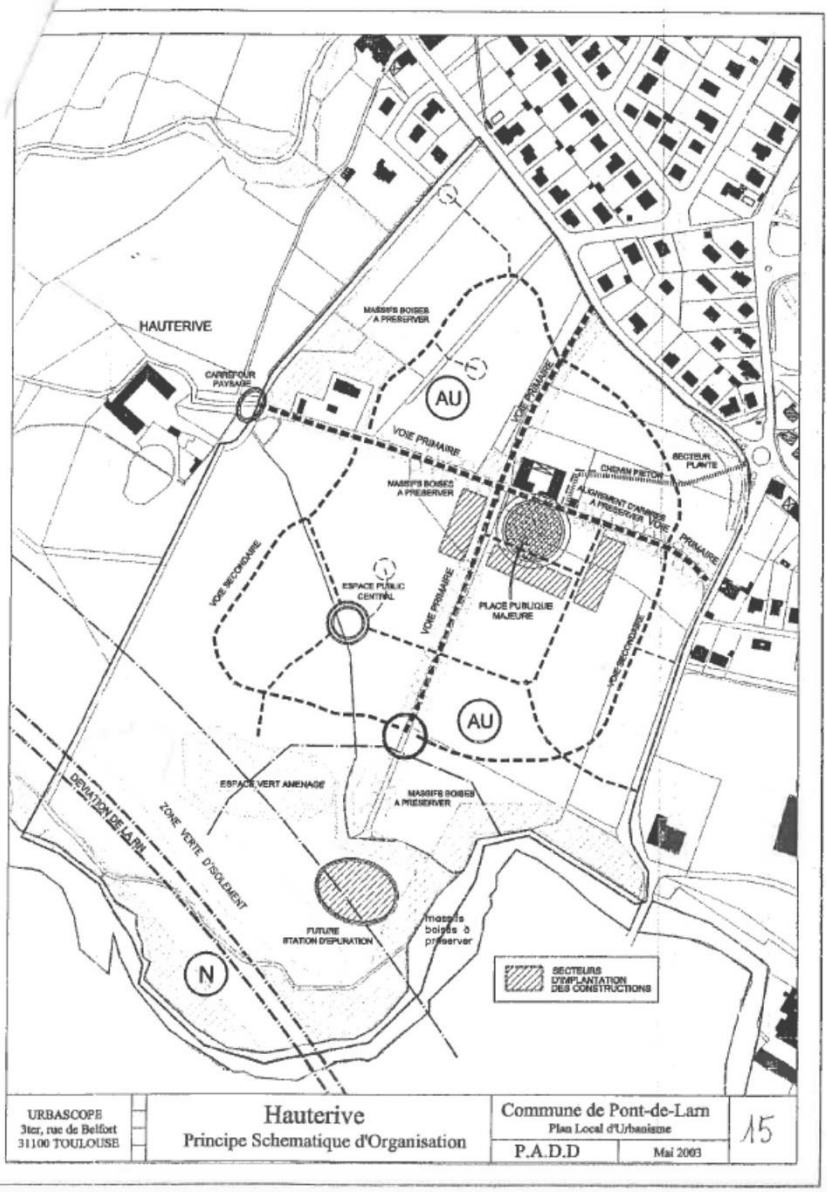 HAUTERIVE
CARREFOUR
PAYSAGE
MASSIFS BOISES
A PRESERVER
AU
VOIE PRIMAIRE
VOIE PRIMAIRE
MASSIFS BOISES
A PRESERVER
SECTEUR
PLANTE
CHEMIN PIETON
ALIGNEMENT D'ARBRES
A PRESERVER
VOIE
PRIMAIRE
VOIE SECONDAIRE
ESPACE PUBLIC
CENTRAL
VOIE PRIMAIRE
PLACE PUBLIQUE
MAJEURE
VOIE SECONDAIRE
AU
ESPACE VERT AMENAGE
MASSIFS BOISES
A PRESERVER
DEVIATION DE LA RN
ZONE VERTE D'ISOLEMENT
FUTURE
STATION D'EPURATION
massifs
boisés à
préserver
N
SECTEURS
D'IMPLANTATION
DES CONSTRUCTIONS
URBASCOPE
3ter, rue de Belfort
31100 TOULOUSE
Hauterive
Principe Schematique d'Organisation
Commune de Pont-de-Larn
Plan Local d'Urbanisme
P.A.D.D
Mai 2003
15